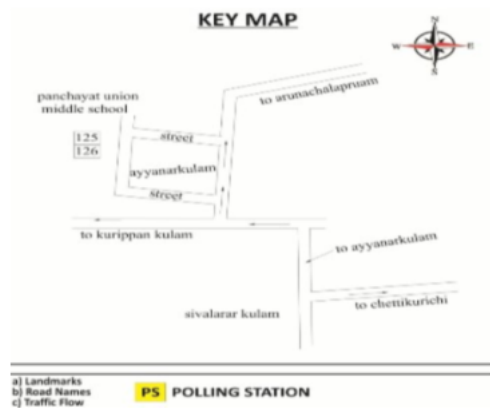 KEY MAP
N
W
E
S
to arunachalapruam
panchayat union
middle school
125
126
street
ayyanarkulam
street
to kurippan kulam
to ayyanarkulam
to chettikurichi
sivalarar kulam
a) Landmarks
b) Road Names
c) Traffic Flow
PS POLLING STATION